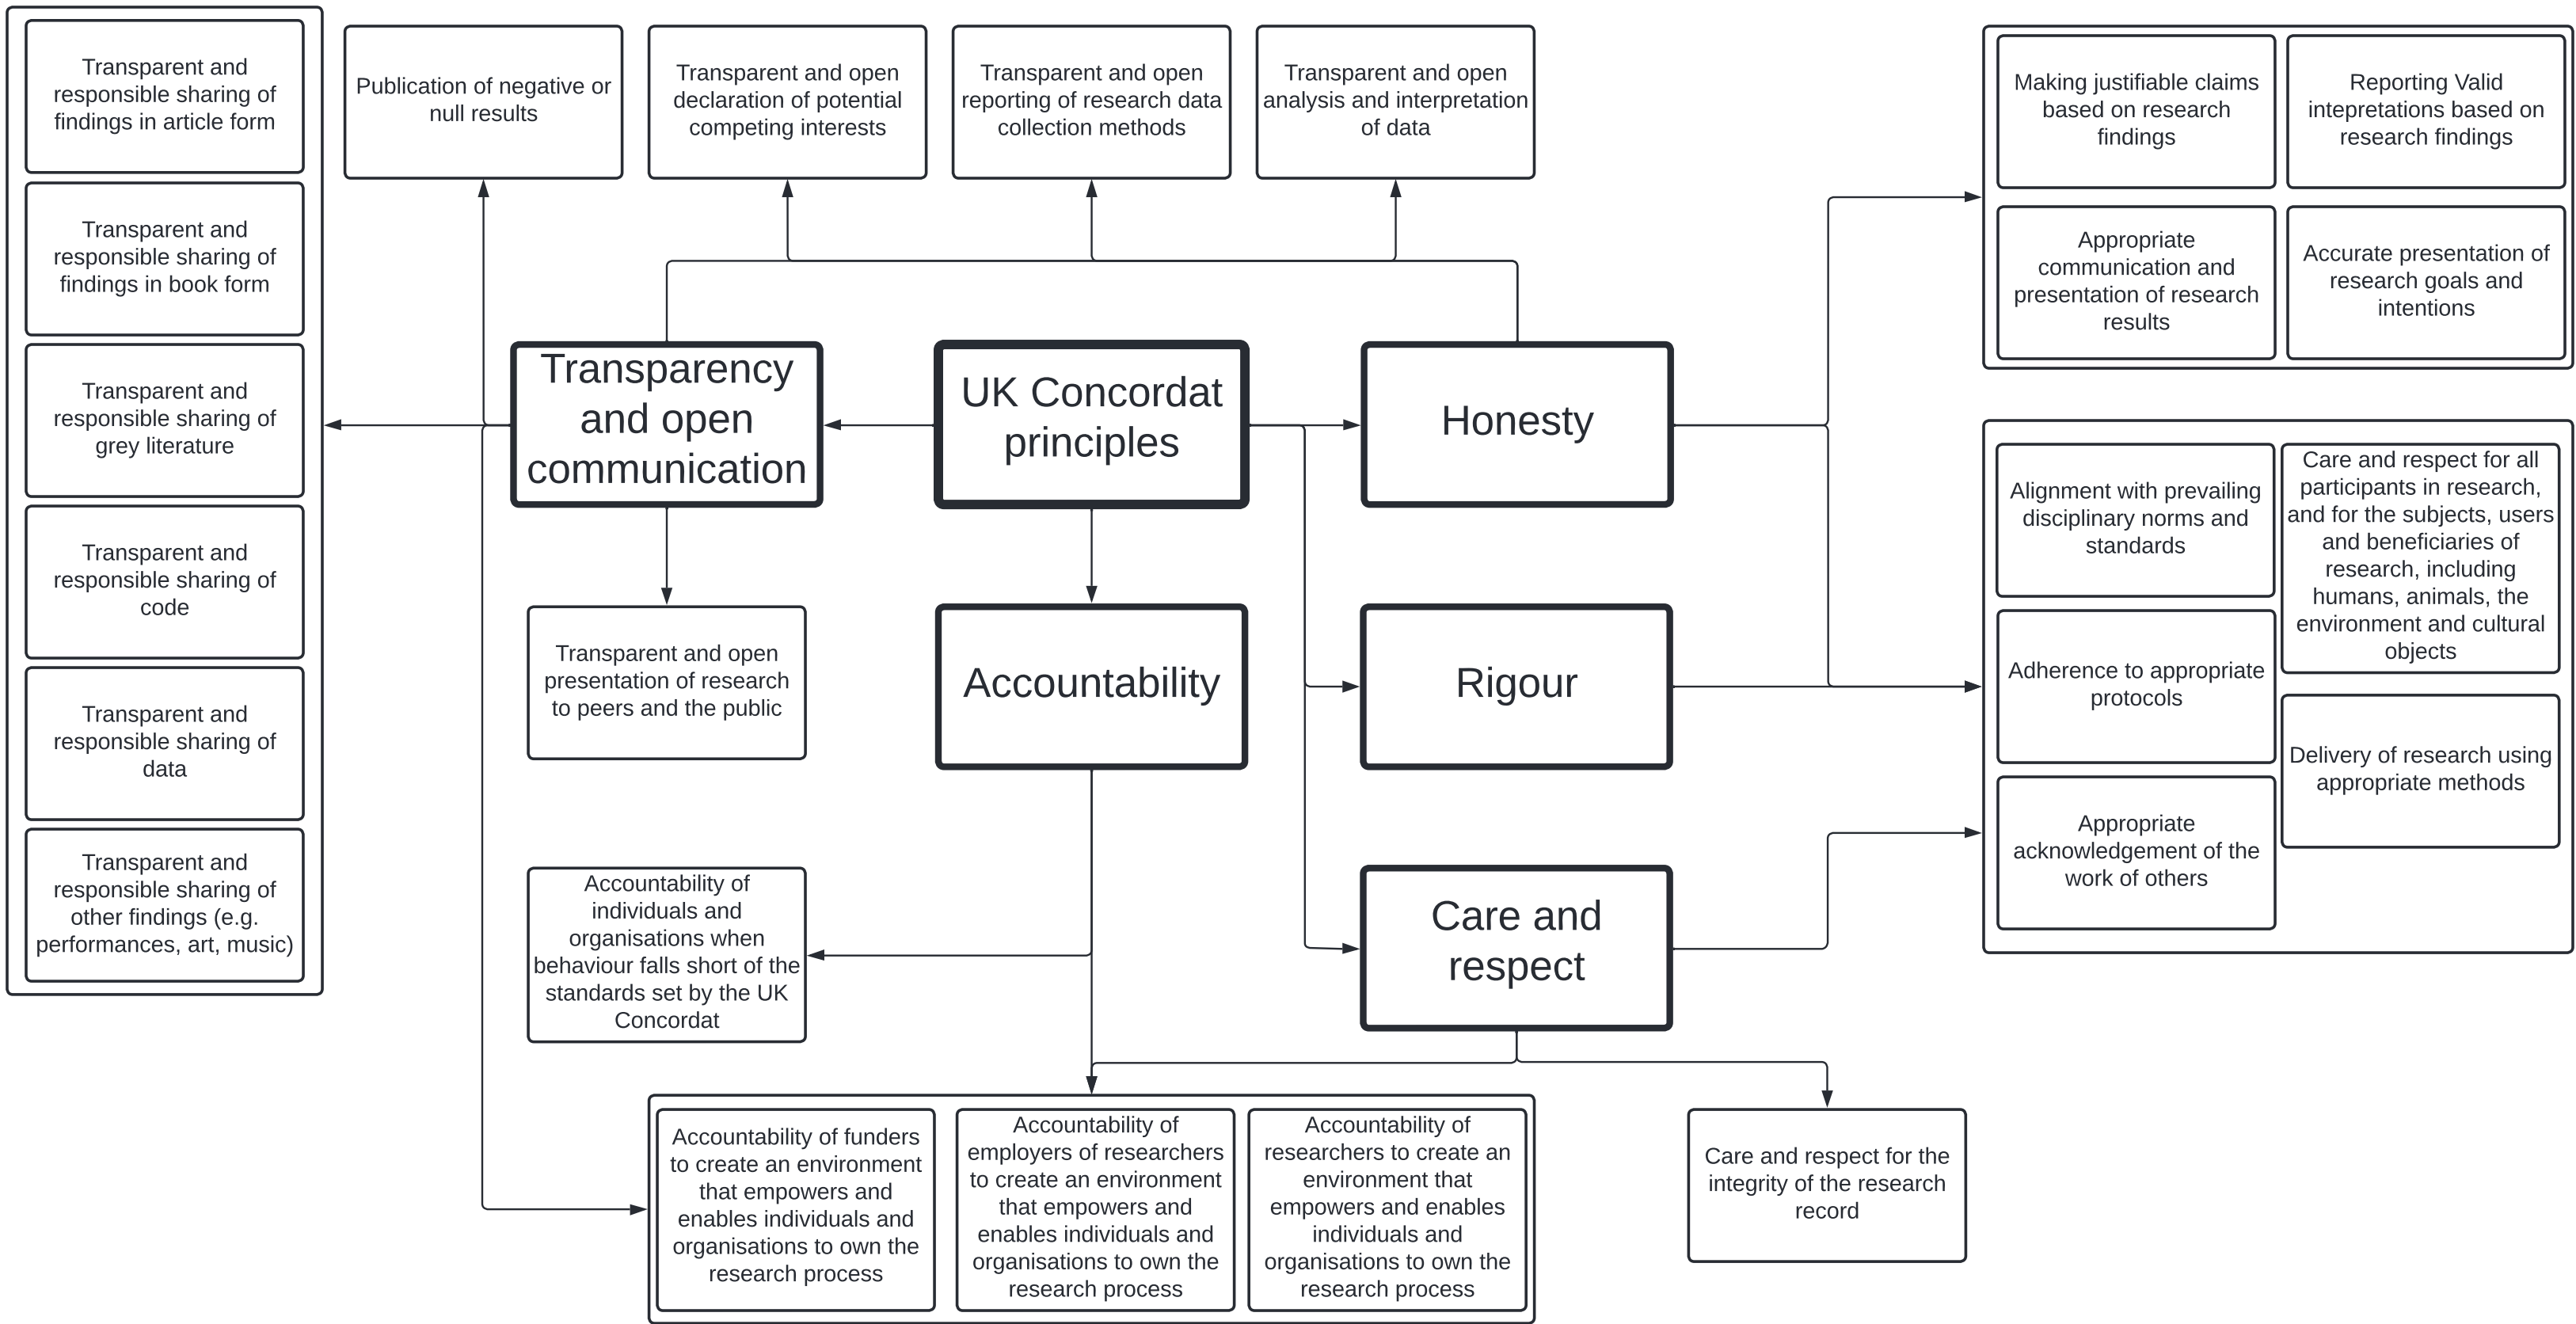 Transparent and
responsible sharing of
findings in article form
Transparent and
responsible sharing of
findings in book form
Transparent and
responsible sharing of
grey literature
Transparent and
responsible sharing of
code
Transparent and
responsible sharing of
data
Transparent and
responsible sharing of
other findings (e.g.
performances, art, music)
Publication of negative or
null results
Transparent and open
declaration of potential
competing interests
Transparent and open
reporting of research data
collection methods
Transparent and open
analysis and interpretation
of data
Making justifiable claims
based on research
findings
Reporting Valid
intepretations based on
research findings
Appropriate
communication and
presentation of research
results
Accurate presentation of
research goals and
intentions
Transparency
and open
communication
UK Concordat
principles
Honesty
Alignment with prevailing
disciplinary norms and
standards
Care and respect for all
participants in research,
and for the subjects, users
and beneficiaries of
research, including
humans, animals, the
environment and cultural
objects
Adherence to appropriate
protocols
Delivery of research using
appropriate methods
Appropriate
acknowledgement of the
work of others
Transparent and open
presentation of research
to peers and the public
Accountability
Rigour
Accountability of
individuals and
organisations when
behaviour falls short of the
standards set by the UK
Concordat
Care and
respect
Accountability of funders
to create an environment
that empowers and
enables individuals and
organisations to own the
research process
Accountability of
employers of researchers
to create an environment
that empowers and
enables individuals and
organisations to own the
research process
Accountability of
researchers to create an
environment that
empowers and enables
individuals and
organisations to own the
research process
Care and respect for the
integrity of the research
record